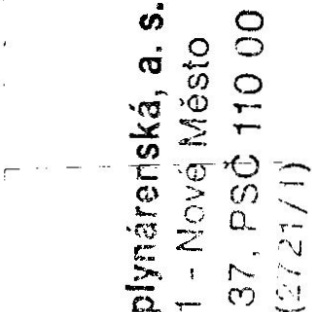 plynárenská, a. s.
1 - Nové Město
37, PSČ 110 00
(2721/1)